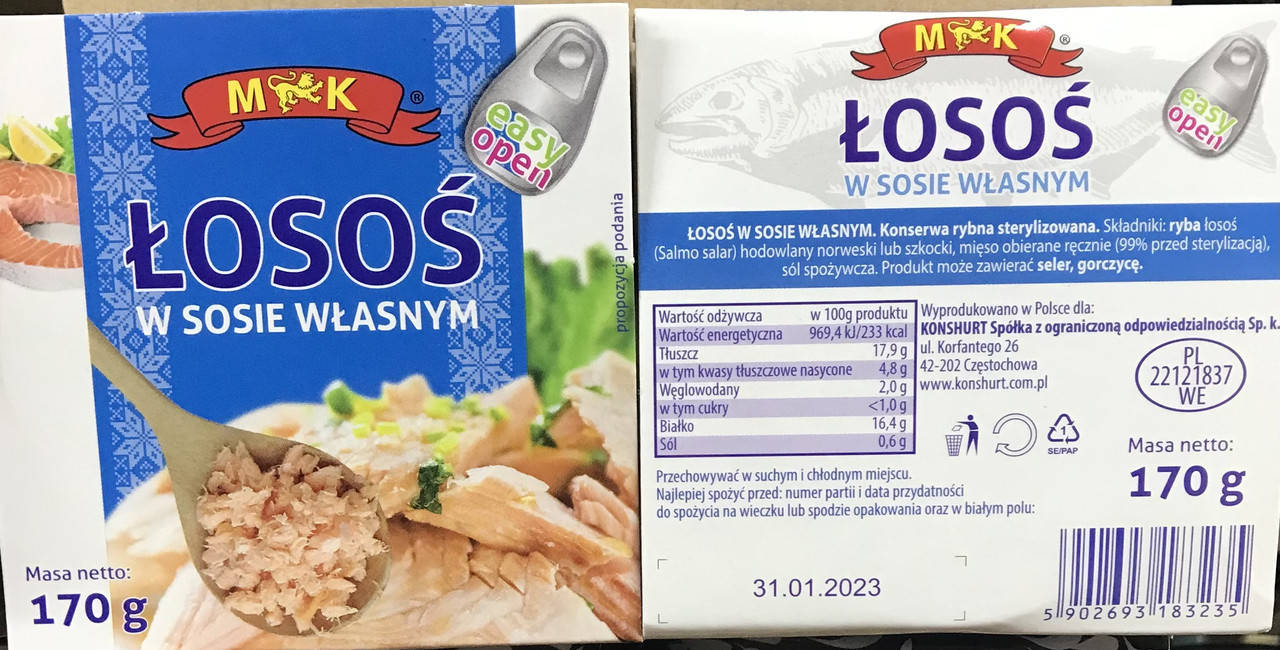 M K ®
easy
open
ŁOSOŚ
W SOSIE WŁASNYM
propozycja podania
Masa netto:
170 g
M K ®
easy
open
ŁOSOŚ
W SOSIE WŁASNYM
ŁOSOŚ W SOSIE WŁASNYM. Konserwa rybna sterylizowana. Składniki: ryba łosoś
(Salmo salar) hodowlany norweski lub szkocki, mięso obierane ręcznie (99% przed sterylizacją),
sól spożywcza. Produkt może zawierać seler, gorczycę.
Wartość odżywcza w 100g produktu
Wartość energetyczna 969,4 kJ/233 kcal
Tłuszcz 17,9 g
w tym kwasy tłuszczowe nasycone 4,8 g
Węglowodany 2,0 g
w tym cukry <1,0 g
Białko 16,4 g
Sól 0,6 g
Wyprodukowano w Polsce dla:
KONSHURT Spółka z ograniczoną odpowiedzialnością Sp. k.
ul. Korfantego 26
42-202 Częstochowa
www.konshurt.com.pl
PL
22121837
WE
1
SE/PAP
Masa netto:
170 g
Przechowywać w suchym i chłodnym miejscu.
Najlepiej spożyć przed: numer partii i data przydatności
do spożycia na wieczku lub spodzie opakowania oraz w białym polu:
31.01.2023
5 902693 183235